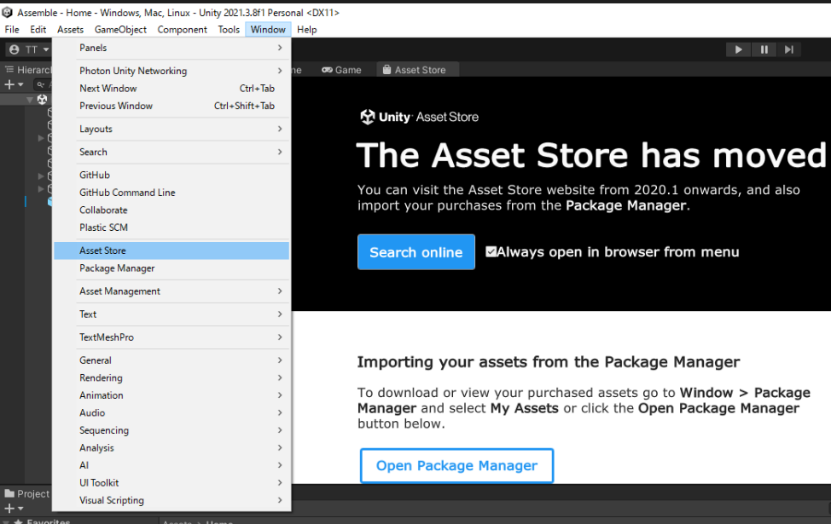 Assemble - Home - Windows, Mac, Linux - Unity 2021.3.8f1 Personal <DX11>
File Edit Assets GameObject Component Tools Window Help
TT
Hierarc
Game
Asset Store
Panels
Photon Unity Networking
Next Window Ctrl+Tab
Previous Window Ctrl+Shift+Tab
Layouts
Search
GitHub
GitHub Command Line
Collaborate
Plastic SCM
Asset Store
Package Manager
Asset Management
Text
TextMeshPro
General
Rendering
Animation
Audio
Sequencing
Analysis
AI
UI Toolkit
Visual Scripting
Unity Asset Store
The Asset Store has moved
You can visit the Asset Store website from 2020.1 onwards, and also
import your purchases from the Package Manager.
Search online
Always open in browser from menu
Importing your assets from the Package Manager
To download or view your purchased assets go to Window > Package
Manager and select My Assets or click the Open Package Manager
button below.
Open Package Manager
Project
Favorites
Assets > Home